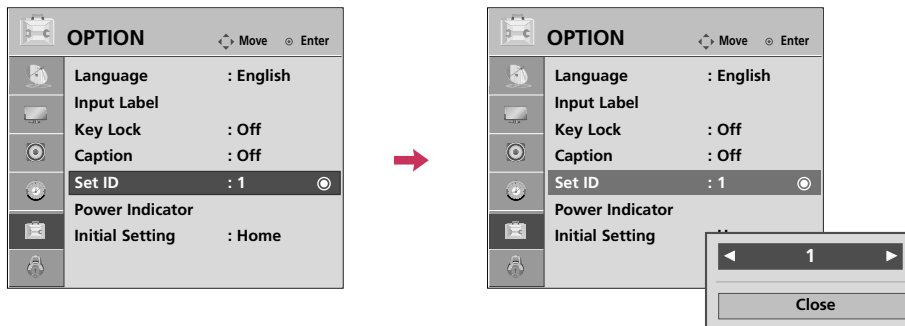 OPTION Move Enter
Language : English
Input Label
Key Lock : Off
Caption : Off
Set ID : 1
Power Indicator
Initial Setting : Home
OPTION Move Enter
Language : English
Input Label
Key Lock : Off
Caption : Off
Set ID : 1
Power Indicator
Initial Setting
◀ 1 ▶
Close